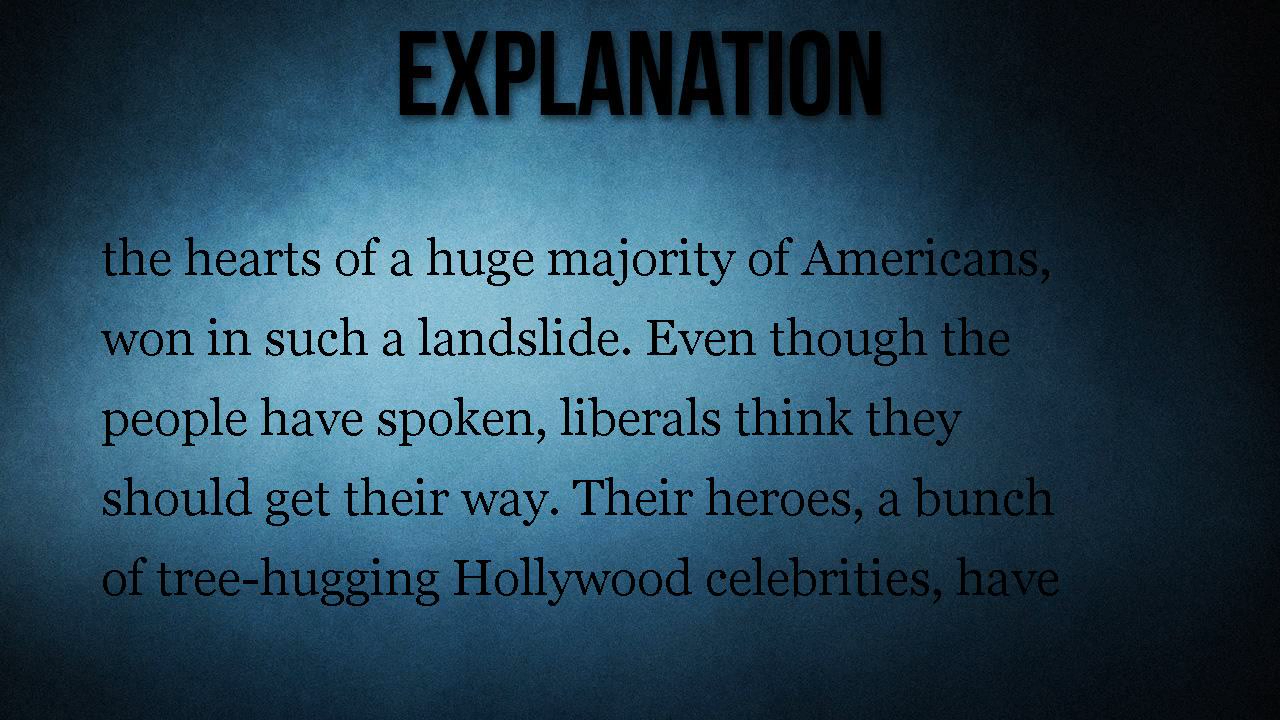 EXPLANATION
the hearts of a huge majority of Americans,
won in such a landslide. Even though the
people have spoken, liberals think they
should get their way. Their heroes, a bunch
of tree-hugging Hollywood celebrities, have